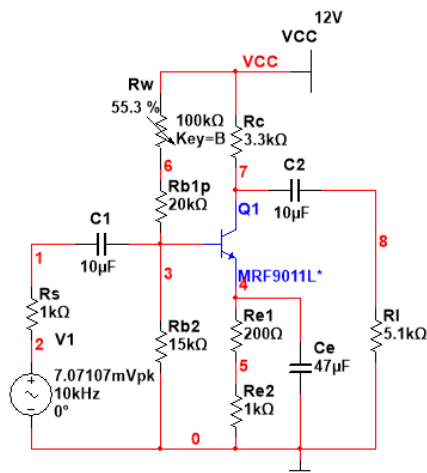 12V
VCC
VCC
Rw
55.3 %
100kΩ
Key=B
Rc
3.3kΩ
6
7
C2
10µF
Rb1p
20kΩ
Q1
C1
10µF
8
1
3
MRF9011L*
4
Rs
1kΩ
2
V1
Rb2
15kΩ
Re1
200Ω
Rl
5.1kΩ
Ce
47µF
5
7.07107mVpk
10kHz
0°
Re2
1kΩ
0